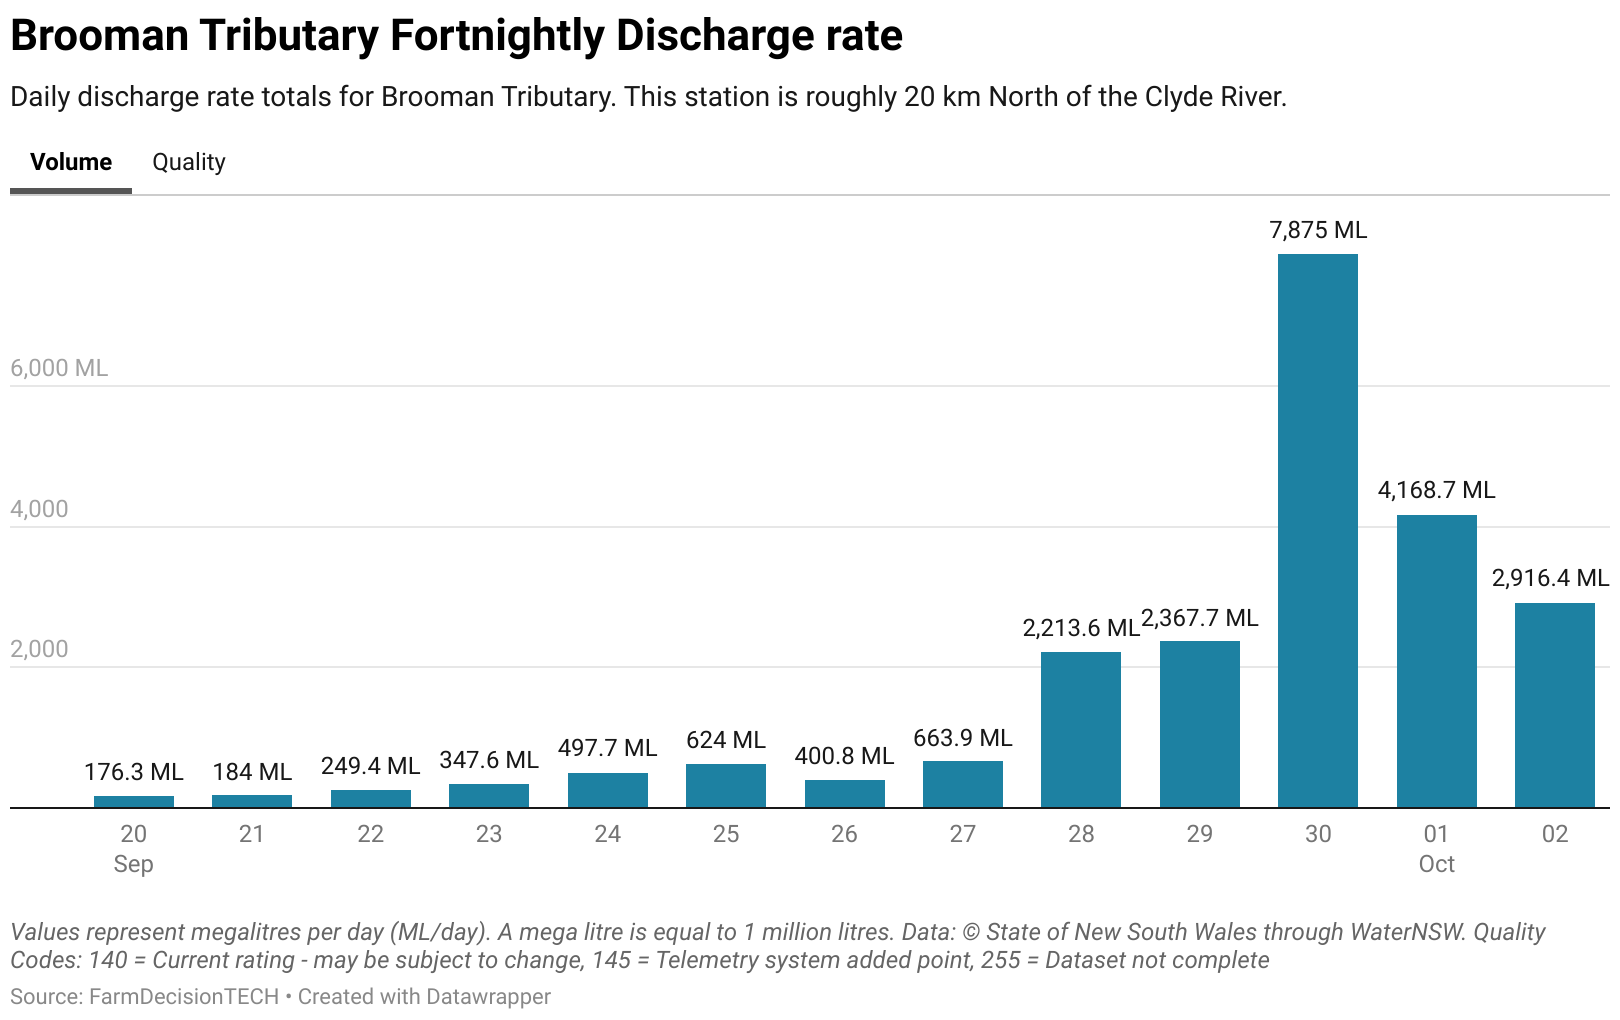 Brooman Tributary Fortnightly Discharge rate
Daily discharge rate totals for Brooman Tributary. This station is roughly 20 km North of the Clyde River.
Volume Quality
7,875 ML
6,000 ML
4,168.7 ML
4,000
2,916.4 ML
2,213.6 ML 2,367.7 ML
2,000
176.3 ML 184 ML 249.4 ML 347.6 ML 497.7 ML 624 ML 400.8 ML 663.9 ML
20 21 22 23 24 25 26 27 28 29 30 01 02
Sep Oct
Values represent megalitres per day (ML/day). A mega litre is equal to 1 million litres. Data: © State of New South Wales through WaterNSW. Quality
Codes: 140 = Current rating - may be subject to change, 145 = Telemetry system added point, 255 = Dataset not complete
Source: FarmDecisionTECH • Created with Datawrapper